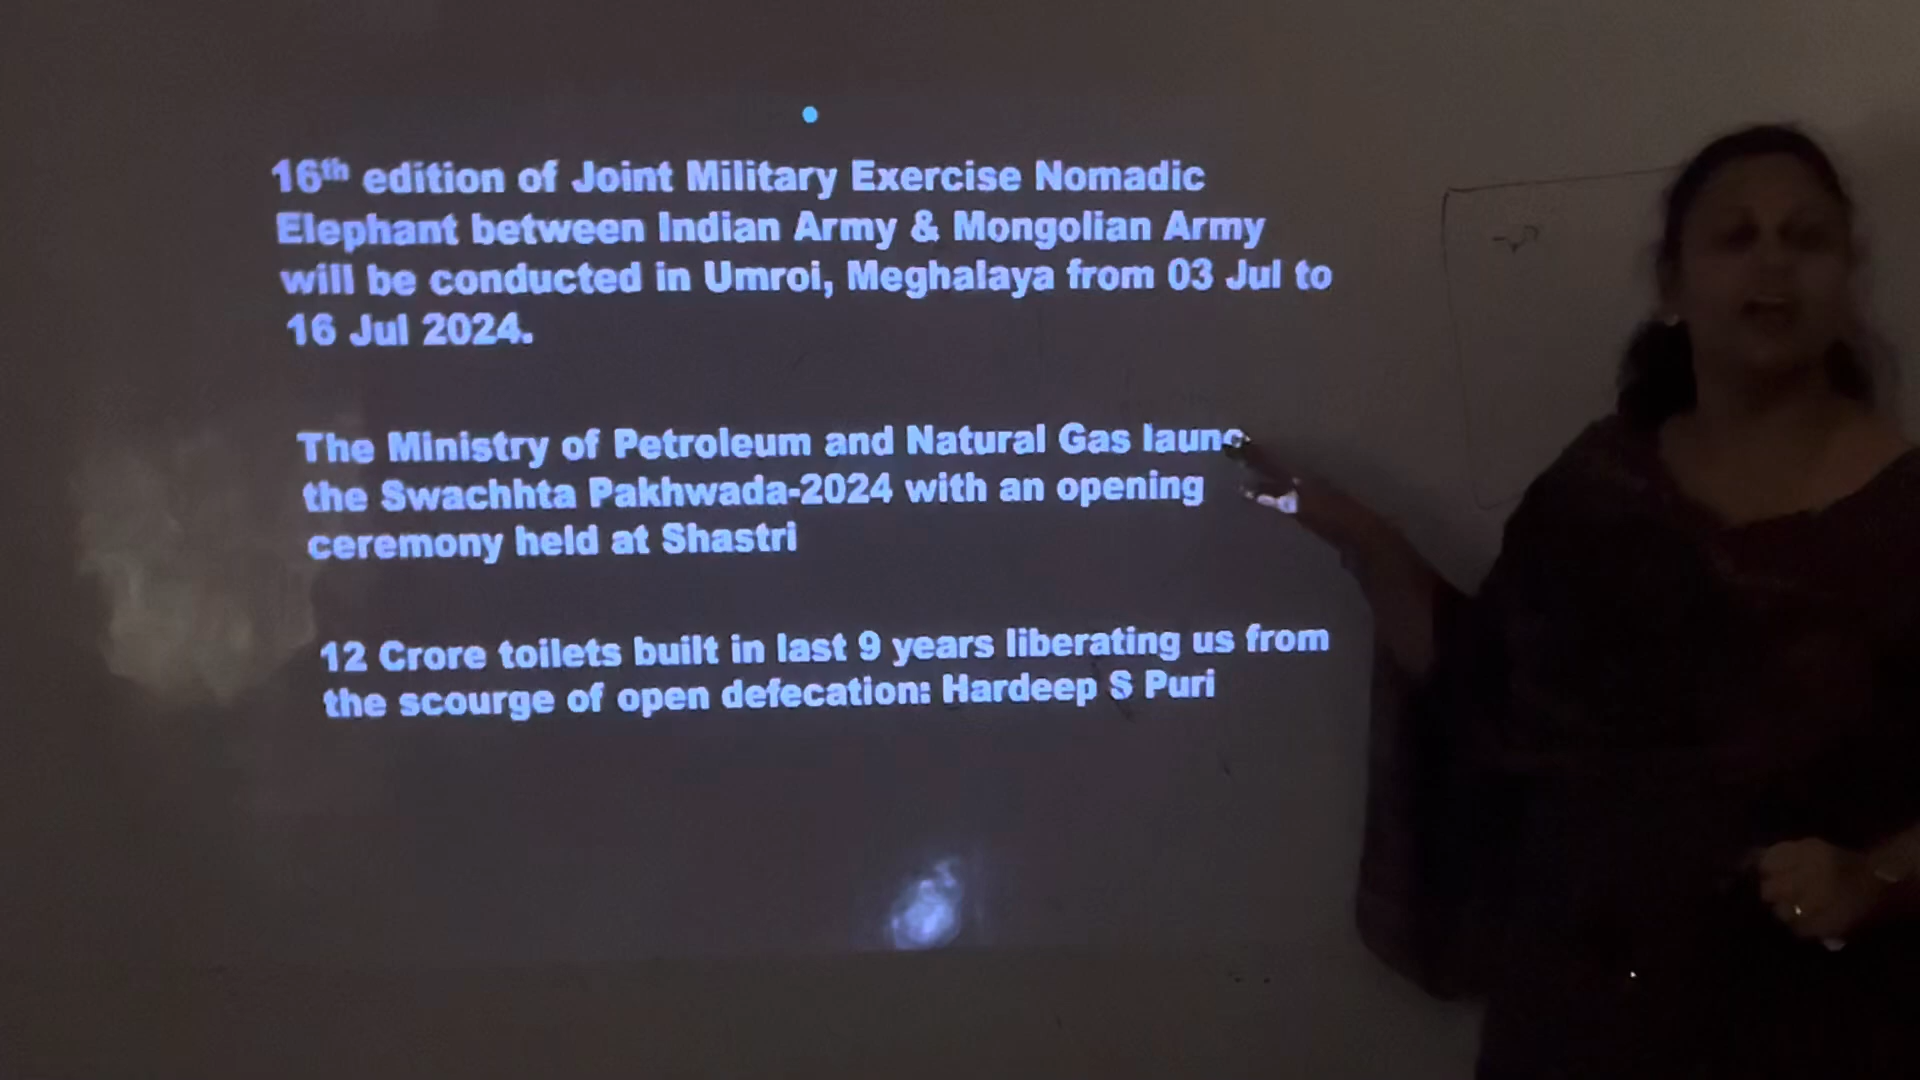 16th edition of Joint Military Exercise Nomadic
Elephant between Indian Army & Mongolian Army
will be conducted in Umroi, Meghalaya from 03 Jul to
16 Jul 2024.
The Ministry of Petroleum and Natural Gas
the Swachhta Pakhwada-2024 with an opening
ceremony held at Shastri
12 Crore toilets built in last 9 years liberating us from
the scourge of open defecation: Hardeep S Puri